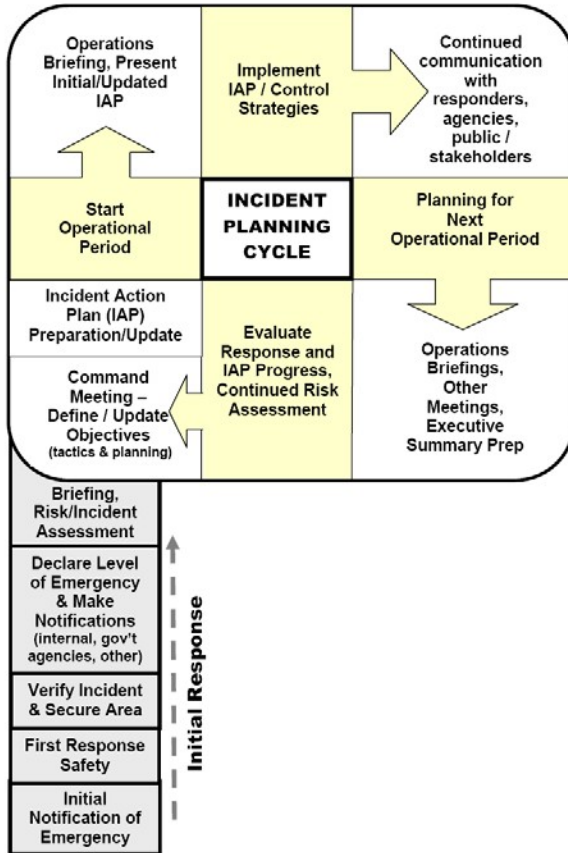 Operations
Briefing, Present
Initial/Updated
IAP
Implement
IAP / Control
Strategies
Continued
communication
with
responders,
agencies,
public /
stakeholders
Start
Operational
Period
INCIDENT
PLANNING
CYCLE
Planning for
Next
Operational Period
Incident Action
Plan (IAP)
Preparation/Update
Command
Meeting –
Define / Update
Objectives
(tactics & planning)
Evaluate
Response and
IAP Progress,
Continued Risk
Assessment
Operations
Briefings,
Other
Meetings,
Executive
Summary Prep
Briefing,
Risk/Incident
Assessment
Declare Level
of Emergency
& Make
Notifications
(internal, gov't
agencies, other)
Verify Incident
& Secure Area
First Response
Safety
Initial
Notification of
Emergency
Initial Response